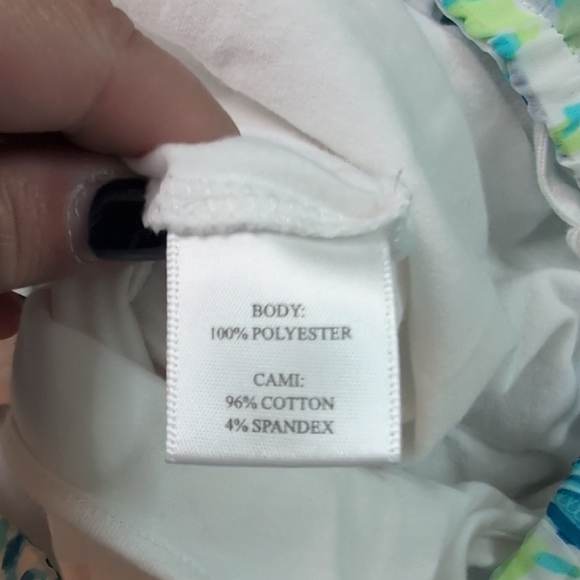 BODY:
100% POLYESTER
CAMI:
96% COTTON
4% SPANDEX